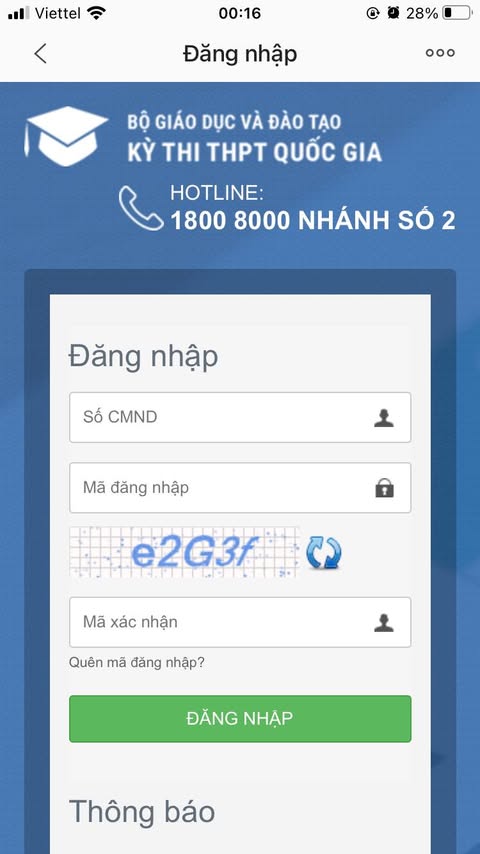 Viettel 00:16 28%
Đăng nhập
BỘ GIÁO DỤC VÀ ĐÀO TẠO
KỲ THI THPT QUỐC GIA
HOTLINE:
1800 8000 NHÁNH SỐ 2
Đăng nhập
Số CMND
Mã đăng nhập
e2G3f
Mã xác nhận
Quên mã đăng nhập?
ĐĂNG NHẬP
Thông báo